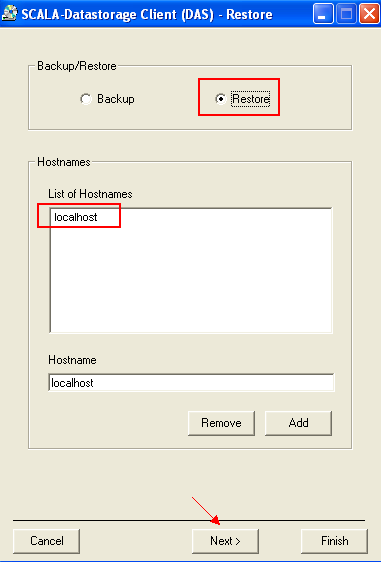 SCALA-Datastorage Client (DAS) - Restore
Backup/Restore
Backup
Restore
Hostnames
List of Hostnames
localhost
Hostname
localhost
Remove
Add
Cancel
Next >
Finish